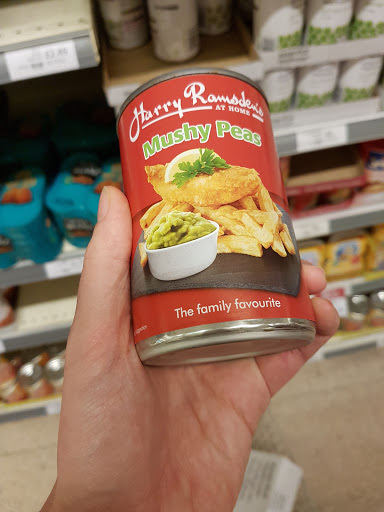 Harry Ramsden's
AT HOME
Mushy Peas
The family favourite